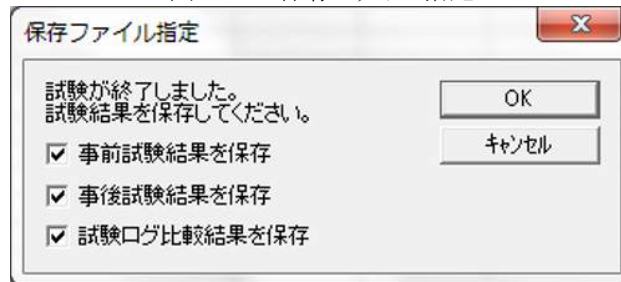 保存ファイル指定
試験が終了しました。
試験結果を保存してください。
事前試験結果を保存
事後試験結果を保存
試験ログ比較結果を保存
OK
キャンセル